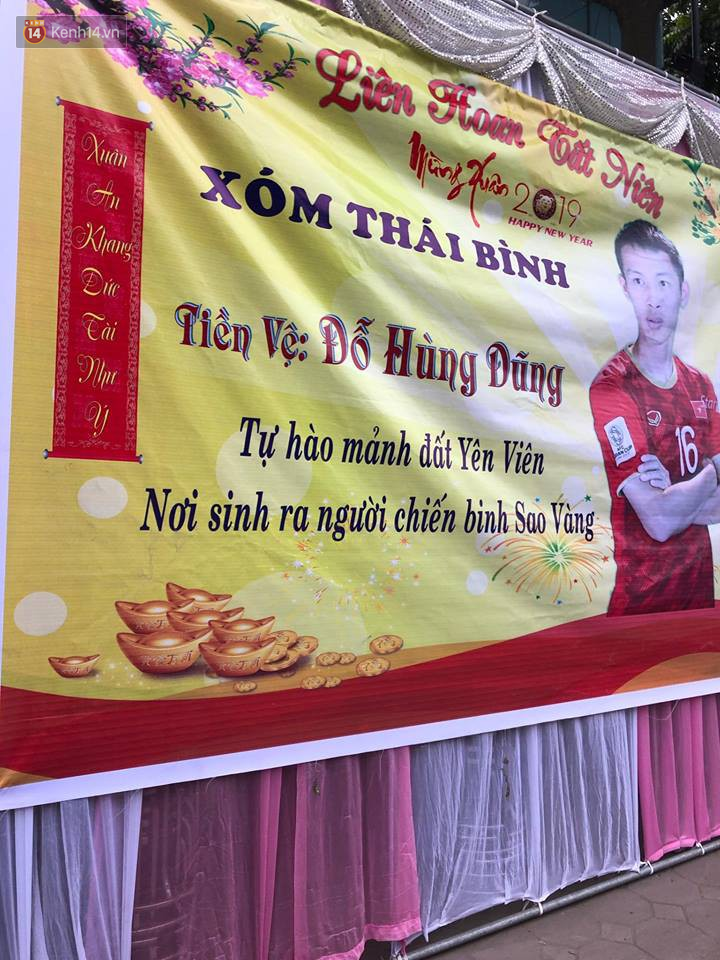 14 Kenh14.vn
Liên Hoan Tất Niên
Mừng Xuân 2019
HAPPY NEW YEAR
XÓM THÁI BÌNH
Xuân
An
Khang
Đức
Tài
Như
Ý
Tiền Vệ: Đỗ Hùng Dũng
Tự hào mảnh đất Yên Viên
Nơi sinh ra người chiến binh Sao Vàng
Star
16